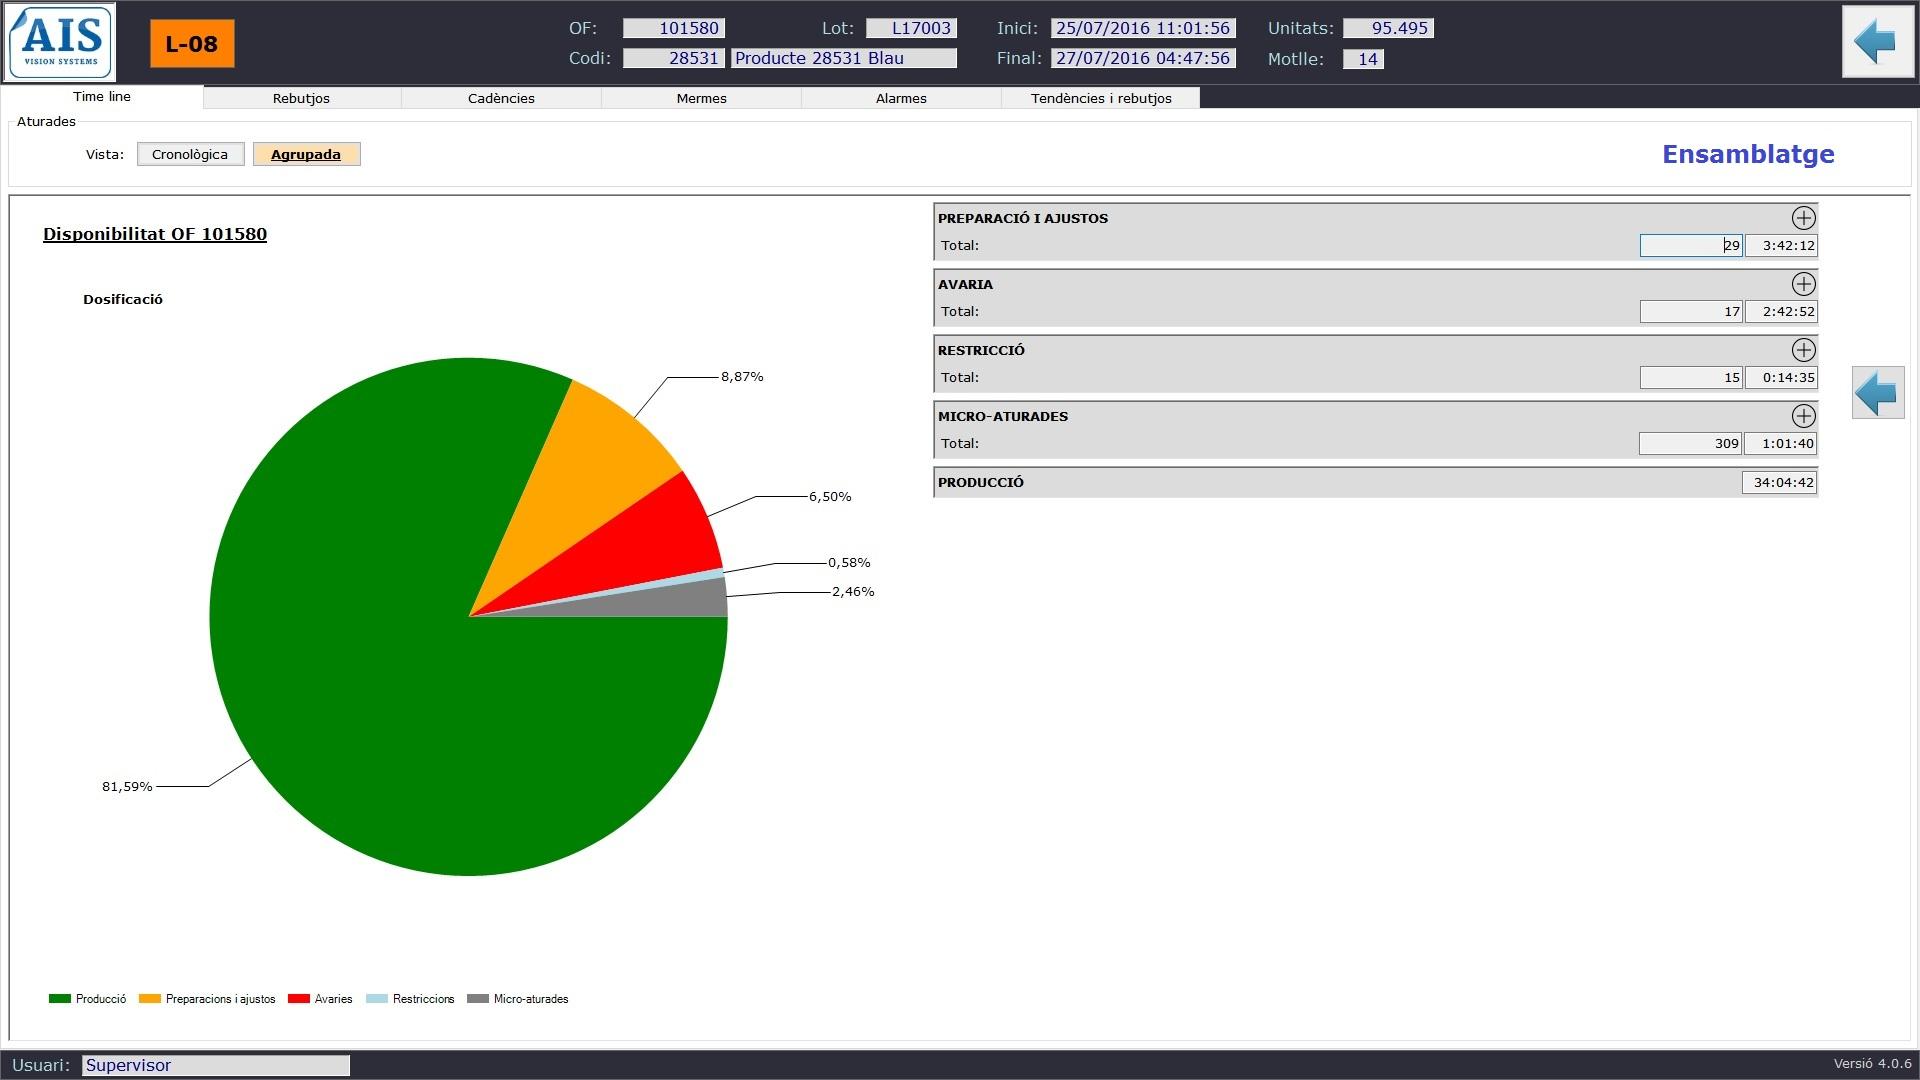 AIS
VISION SYSTEMS
L-08
OF: 101580 Lot: L17003 Inici: 25/07/2016 11:01:56 Unitats: 95.495
Codi: 28531 Producte 28531 Blau Final: 27/07/2016 04:47:56 Motlle: 14
Time line Rebutjos Cadències Mermes Alarmes Tendències i rebutjos
Aturades
Vista: Cronològica Agrupada Ensamblatge
Disponibilitat OF 101580
Dosificació
8,87%
6,50%
0,58%
2,46%
81,59%
Producció Preparacions i ajustos Avaries Restriccions Micro-aturades
PREPARACIÓ I AJUSTOS
Total: 29 3:42:12
AVARIA
Total: 17 2:42:52
RESTRICCIÓ
Total: 15 0:14:35
MICRO-ATURADES
Total: 309 1:01:40
PRODUCCIÓ 34:04:42
Usuari: Supervisor Versió 4.0.6